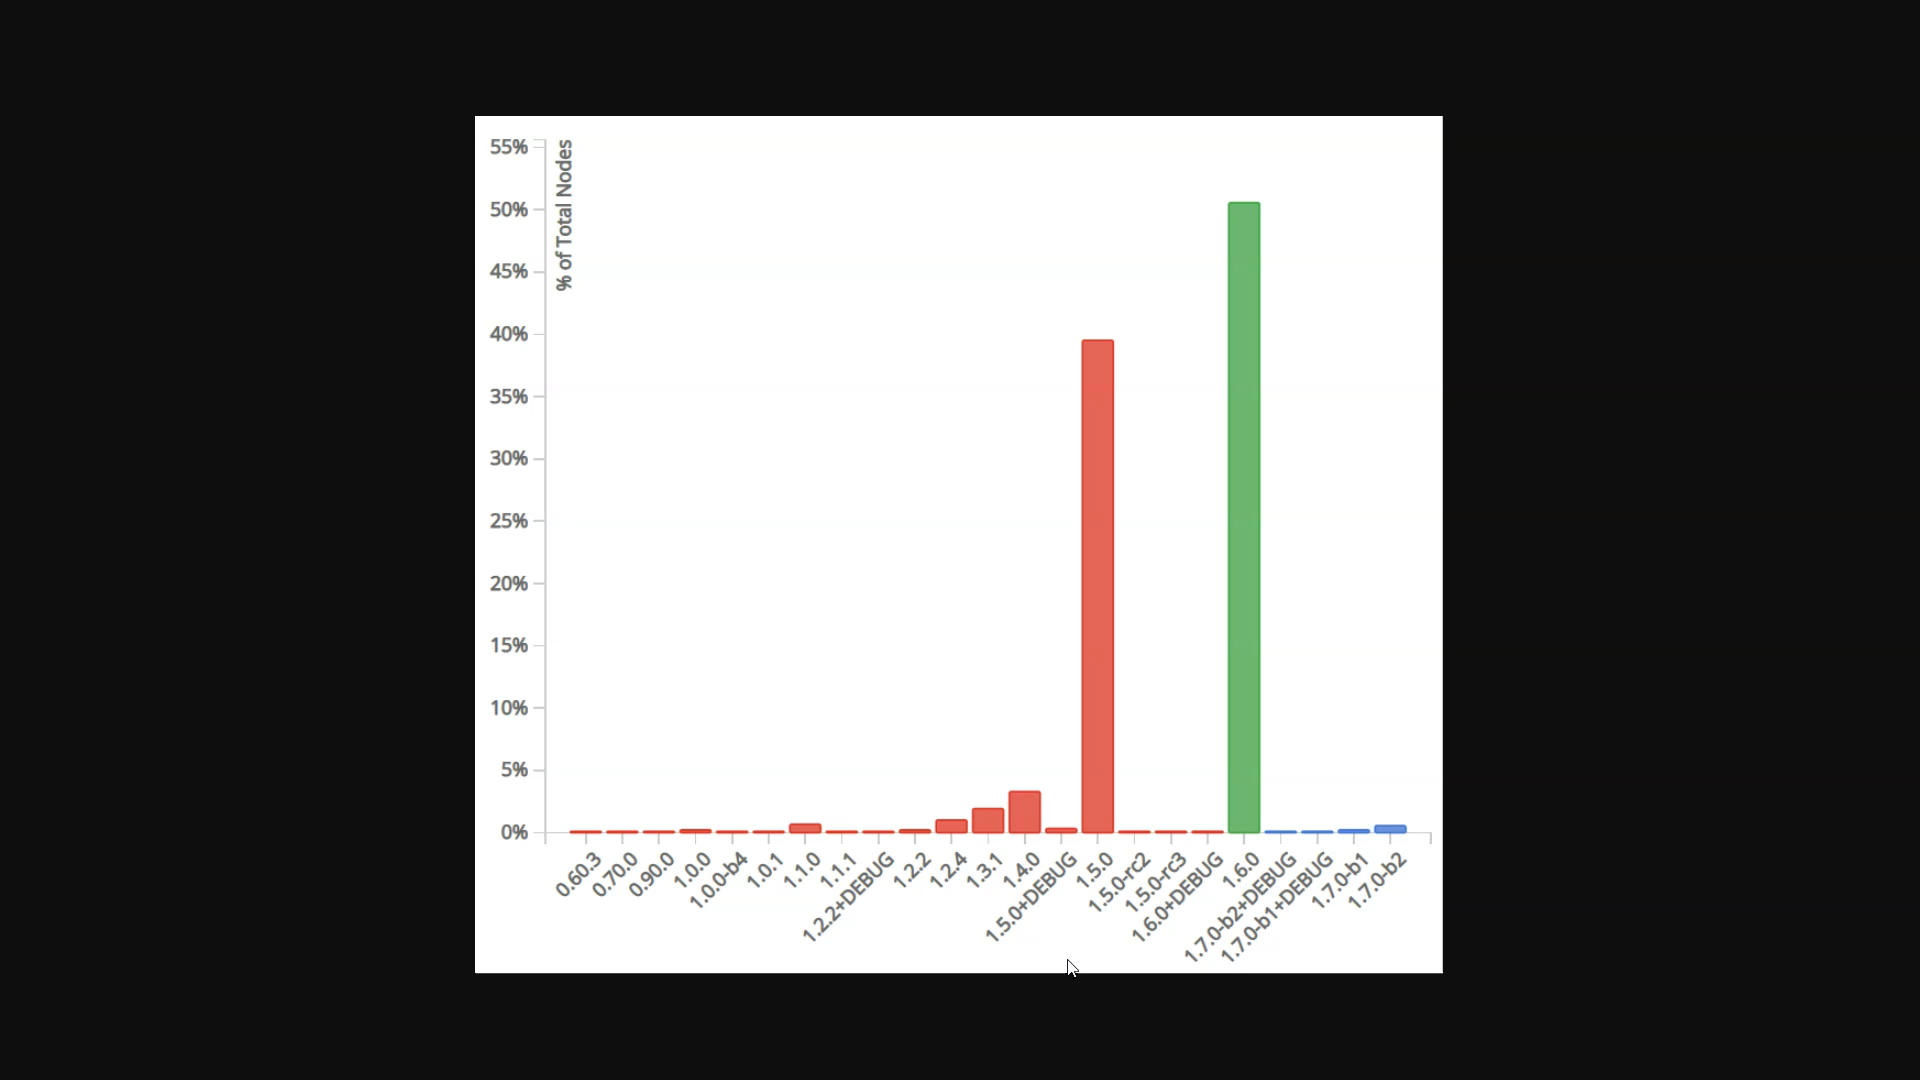 % of Total Nodes
55%
50%
45%
40%
35%
30%
25%
20%
15%
10%
5%
0%
0.60.3
0.70.0
0.90.0
1.0.0
1.0.0-b4
1.0.1
1.1.0
1.1.1
1.2.2+DEBUG
1.2.2
1.2.4
1.3.1
1.4.0
1.5.0+DEBUG
1.5.0
1.5.0-rc2
1.5.0-rc3
1.6.0+DEBUG
1.6.0
1.7.0-b2+DEBUG
1.7.0-b1+DEBUG
1.7.0-b1
1.7.0-b2